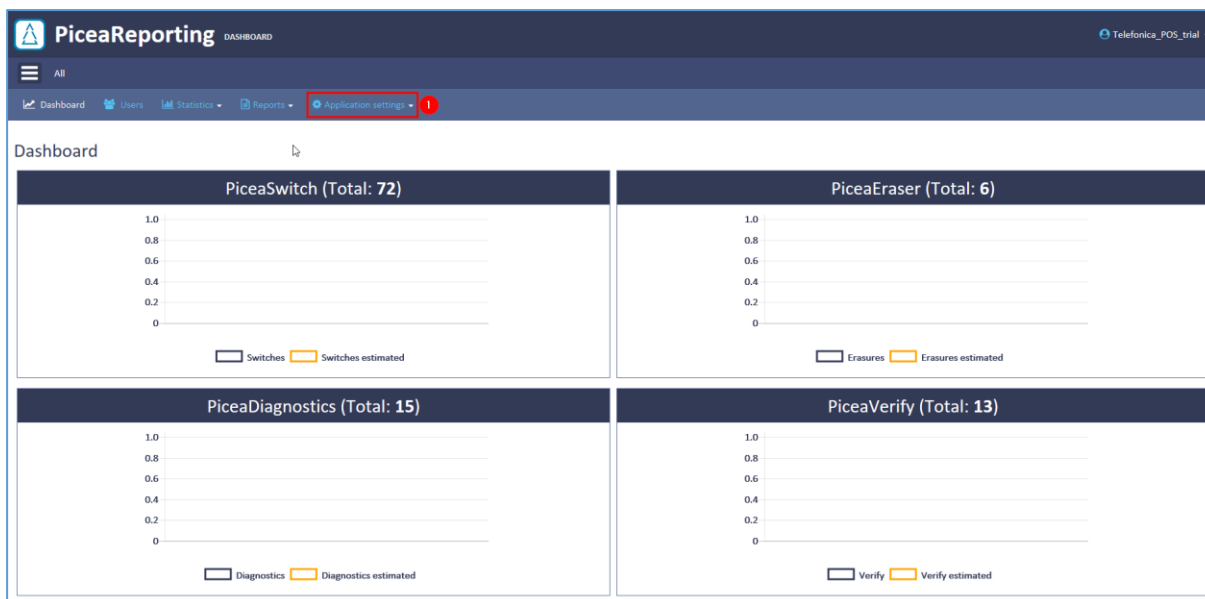 PiceaReporting DASHBOARD
Telefonica_POS_trial
All
Dashboard Users Statistics Reports Application settings 1
Dashboard
PiceaSwitch (Total: 72)
1.0
0.8
0.6
0.4
0.2
0
Switches Switches estimated
PiceaEraser (Total: 6)
1.0
0.8
0.6
0.4
0.2
0
Erasures Erasures estimated
PiceaDiagnostics (Total: 15)
1.0
0.8
0.6
0.4
0.2
0
Diagnostics Diagnostics estimated
PiceaVerify (Total: 13)
1.0
0.8
0.6
0.4
0.2
0
Verify Verify estimated